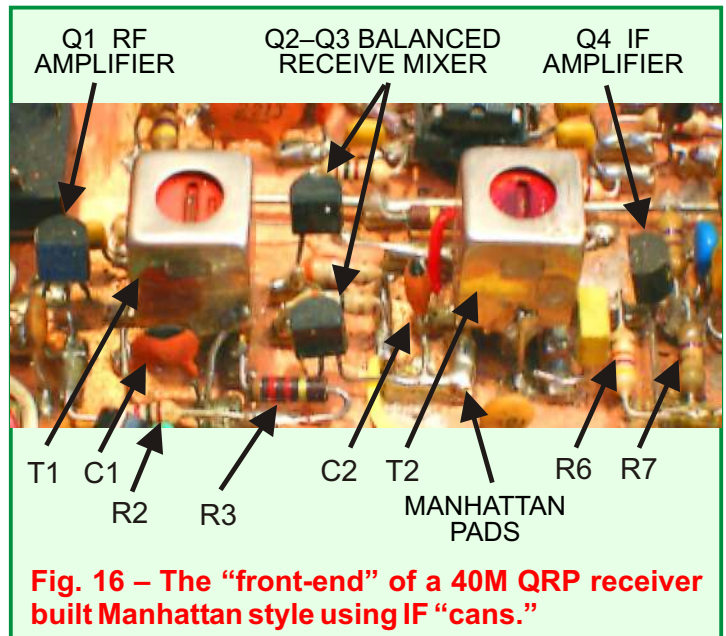 Q1 RF
AMPLIFIER
Q2–Q3 BALANCED
RECEIVE MIXER
Q4 IF
AMPLIFIER
T1
C1
R2
R3
C2
T2
MANHATTAN
PADS
R6
R7
Fig. 16 – The “front-end” of a 40M QRP receiver
built Manhattan style using IF “cans.”